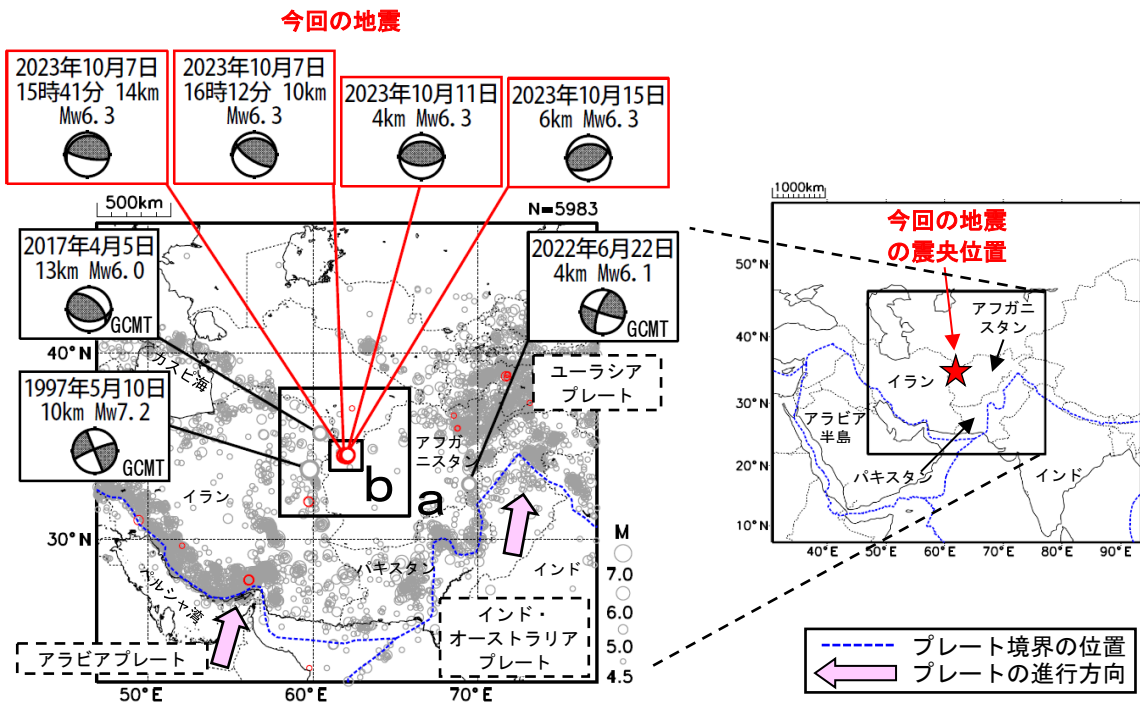 今回の地震
2023年10月7日
15時41分 14km
Mw6.3
2023年10月7日
16時12分 10km
Mw6.3
2023年10月11日
4km Mw6.3
2023年10月15日
6km Mw6.3
500km
N=5983
2017年4月5日
13km Mw6.0
GCMT
2022年6月22日
4km Mw6.1
GCMT
1997年5月10日
10km Mw7.2
GCMT
ユーラシア
プレート
カスピ海
アフガ
ニスタン
イラン
b
a
パキスタン
インド
ペルシャ湾
アラビアプレート
インド・
オーストラリア
プレート
40°N
30°N
50°E
60°E
70°E
M
7.0
6.0
5.0
4.5
1000km
今回の地震
の震央位置
アフガニ
スタン
イラン
アラビア
半島
パキスタン
インド
50°N
40°N
30°N
20°N
10°N
40°E
50°E
60°E
70°E
80°E
90°E
プレート境界の位置
プレートの進行方向